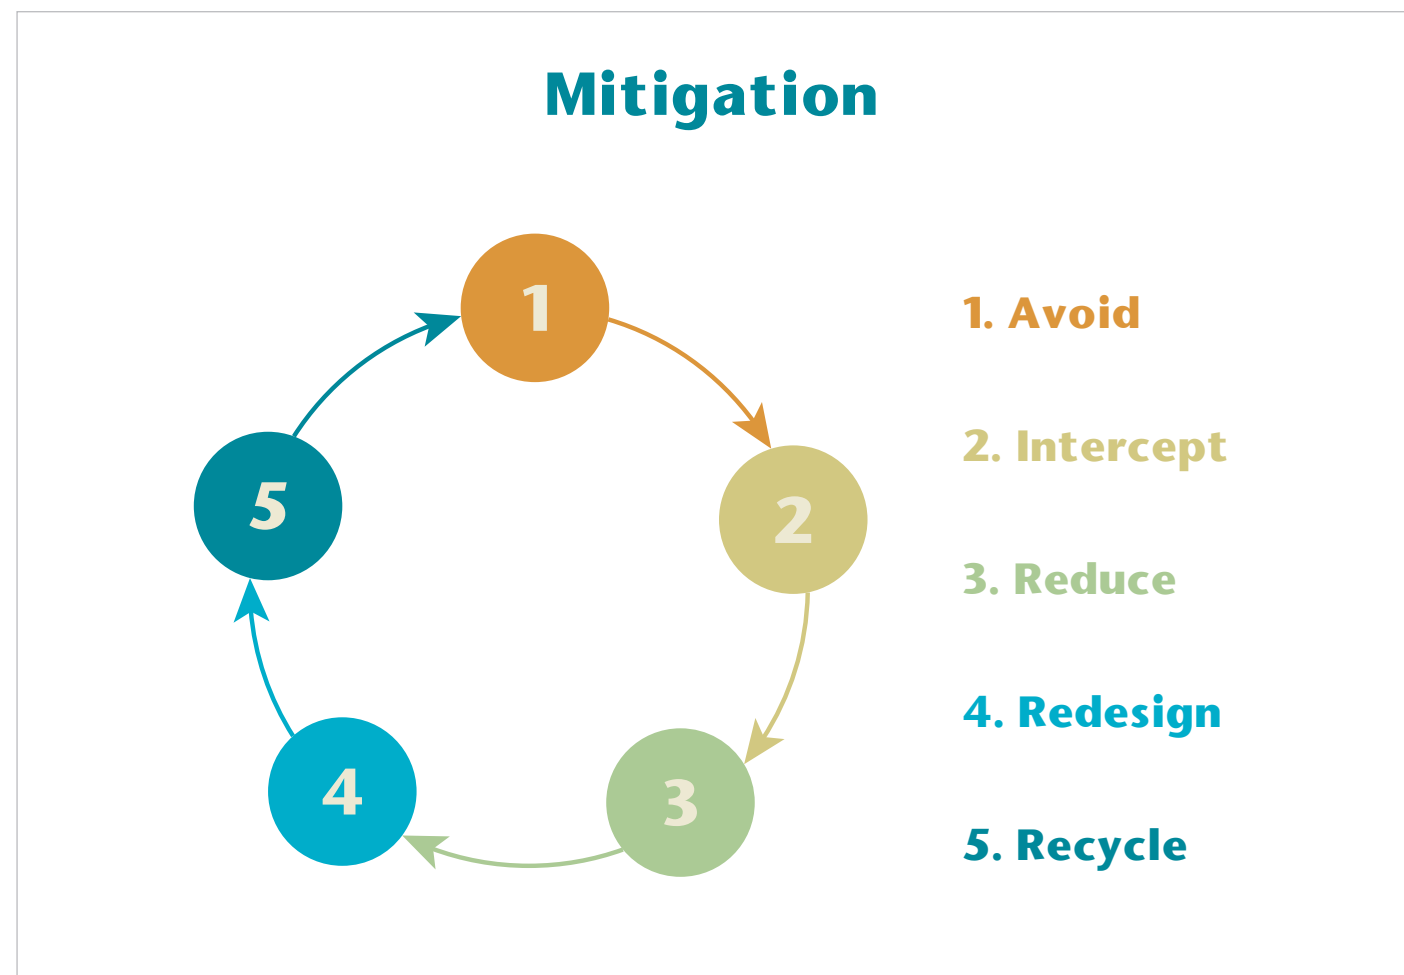 Mitigation
1
2
3
4
5
1. Avoid
2. Intercept
3. Reduce
4. Redesign
5. Recycle